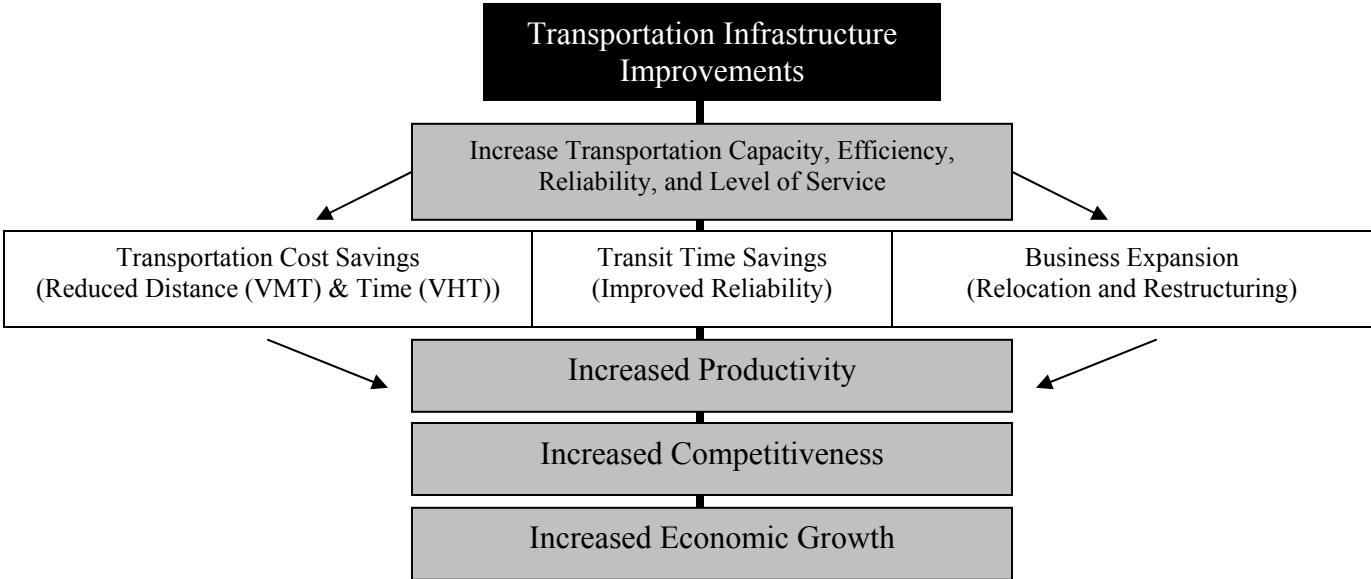 Transportation Infrastructure
Improvements
Increase Transportation Capacity, Efficiency,
Reliability, and Level of Service
Transportation Cost Savings
(Reduced Distance (VMT) & Time (VHT))
Transit Time Savings
(Improved Reliability)
Business Expansion
(Relocation and Restructuring)
Increased Productivity
Increased Competitiveness
Increased Economic Growth